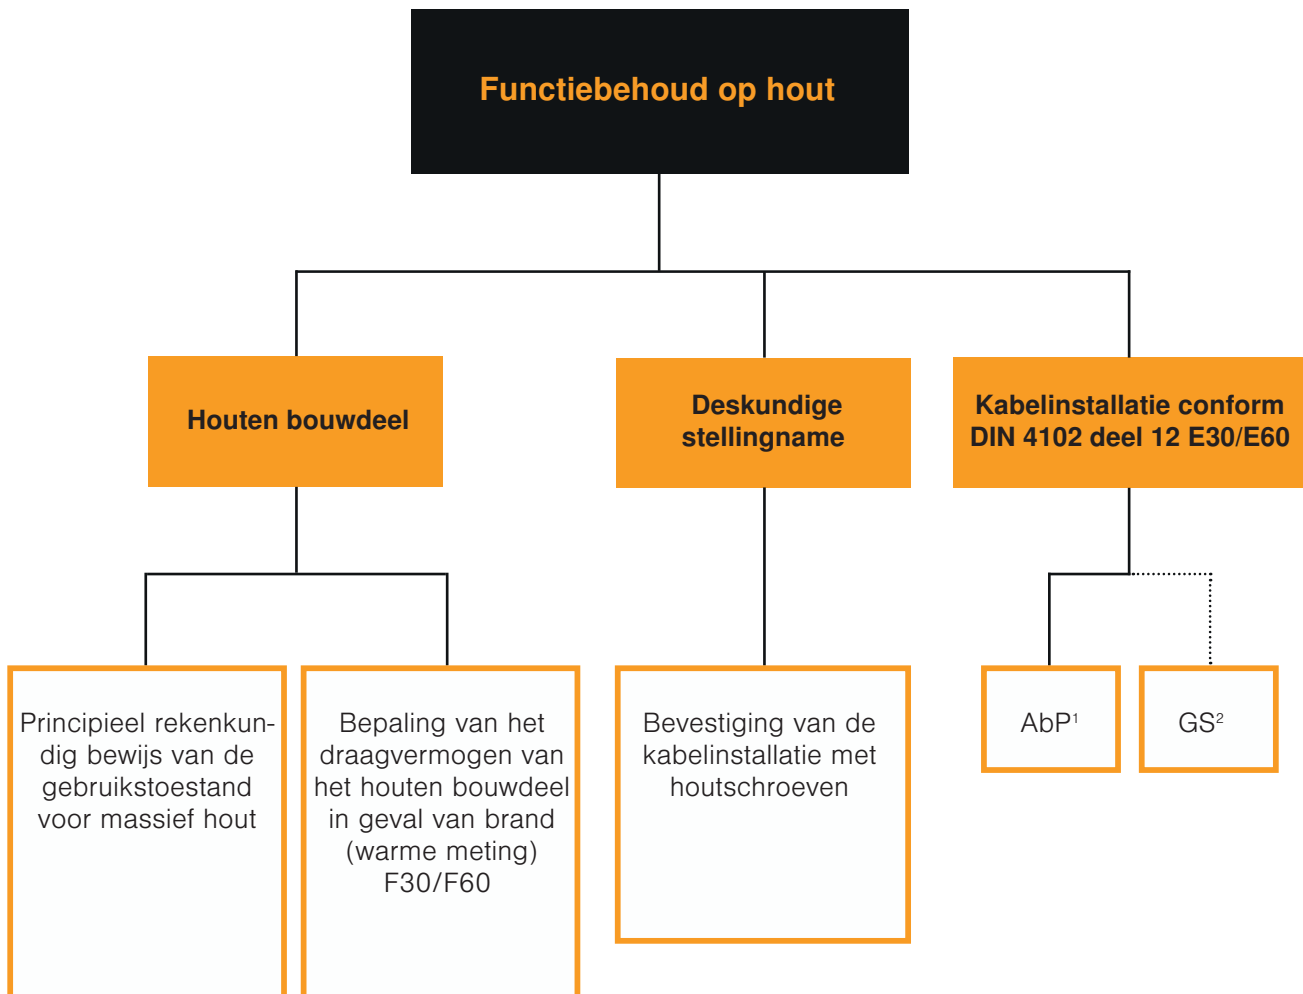 Functiebehoud op hout
Houten bouwdeel
Deskundige
stellingname
Kabelinstallatie conform
DIN 4102 deel 12 E30/E60
Principieel rekenkun-
dig bewijs van de
gebruikstoestand
voor massief hout
Bepaling van het
draagvermogen van
het houten bouwdeel
in geval van brand
(warme meting)
F30/F60
Bevestiging van de
kabelinstallatie met
houtschroeven
AbP¹
GS²